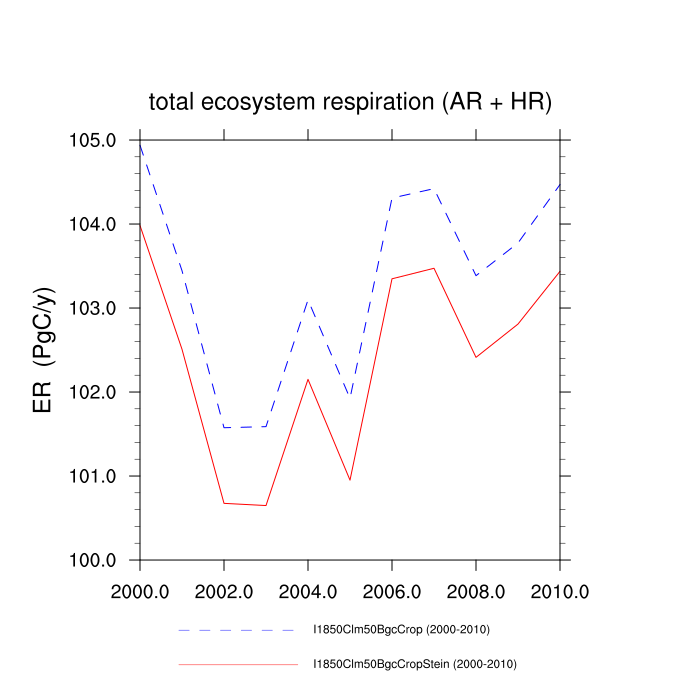 total ecosystem respiration (AR + HR)
105.0
104.0
103.0
102.0
101.0
100.0
ER (PgC/y)
2000.0 2002.0 2004.0 2006.0 2008.0 2010.0
I1850Clm50BgcCrop (2000-2010)
I1850Clm50BgcCropStein (2000-2010)